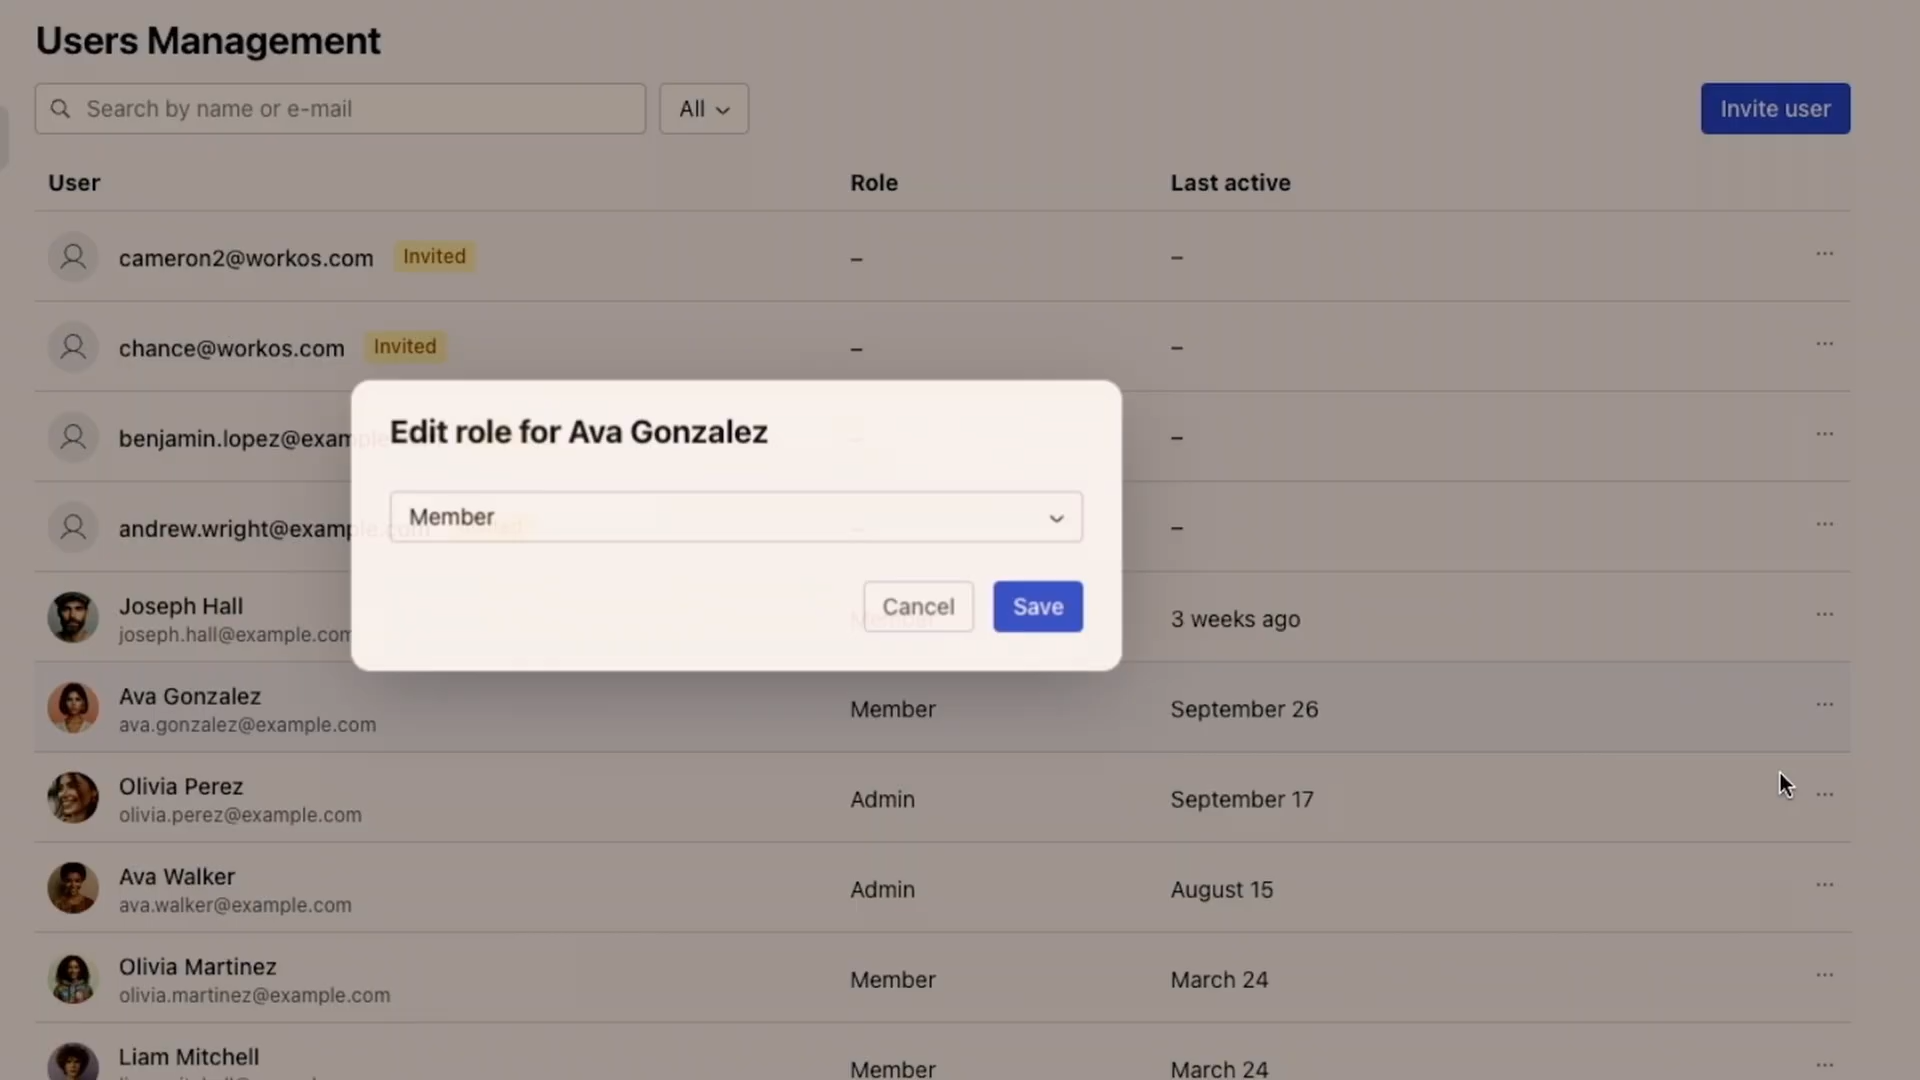 Users Management
Search by name or e-mail
All
Invite user
User Role Last active
cameron2@workos.com Invited – –
chance@workos.com Invited – –
benjamin.lopez@example –
Edit role for Ava Gonzalez
Member
andrew.wright@example.com –
Cancel Save
Joseph Hall
joseph.hall@example.com Member 3 weeks ago
Ava Gonzalez
ava.gonzalez@example.com Member September 26
Olivia Perez
olivia.perez@example.com Admin September 17
Ava Walker
ava.walker@example.com Admin August 15
Olivia Martinez
olivia.martinez@example.com Member March 24
Liam Mitchell
Member March 24